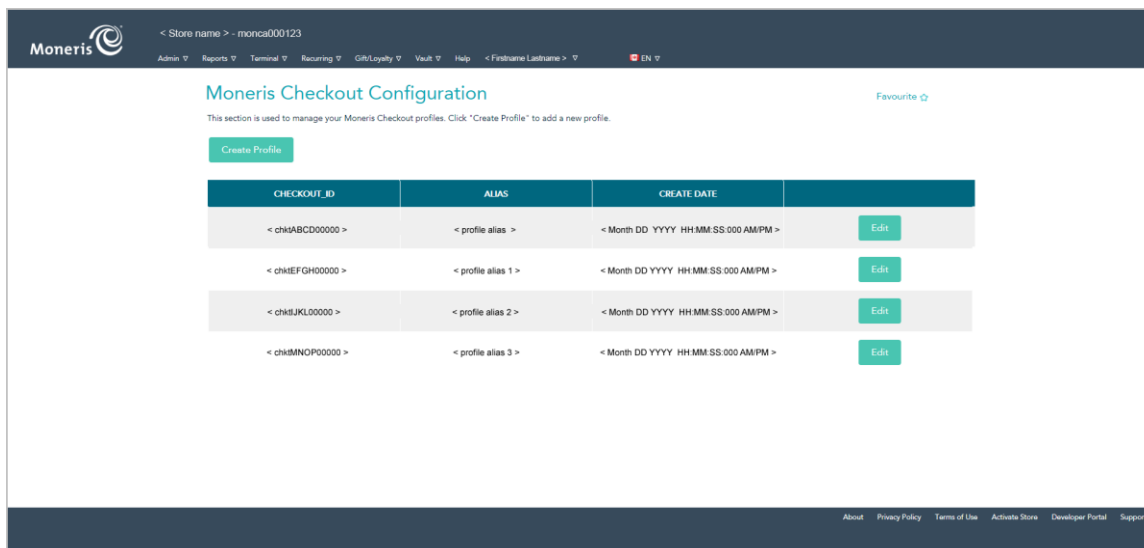 Moneris
< Store name > - monca000123
Admin Reports Terminal Recurring Gift/Loyalty Vault Help < Firstname Lastname > EN
Moneris Checkout Configuration
Favourite
This section is used to manage your Moneris Checkout profiles. Click "Create Profile" to add a new profile.
Create Profile
CHECKOUT_ID ALIAS CREATE DATE
< chktABCD00000 > < profile alias > < Month DD YYYY HH:MM:SS:000 AM/PM > Edit
< chktEFGH00000 > < profile alias 1 > < Month DD YYYY HH:MM:SS:000 AM/PM > Edit
< chktIJKL00000 > < profile alias 2 > < Month DD YYYY HH:MM:SS:000 AM/PM > Edit
< chktMNOP00000 > < profile alias 3 > < Month DD YYYY HH:MM:SS:000 AM/PM > Edit
About Privacy Policy Terms of Use Activate Store Developer Portal Suppor